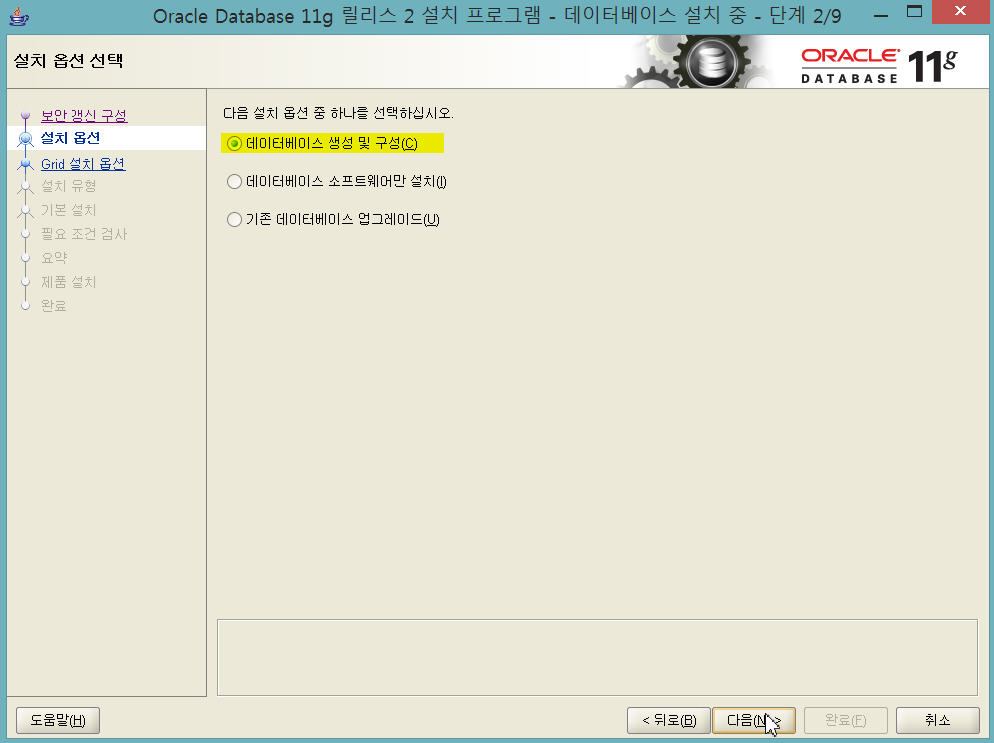 Oracle Database 11g 릴리스 2 설치 프로그램 - 데이터베이스 설치 중 - 단계 2/9
설치 옵션 선택
ORACLE
DATABASE
11g
보안 갱신 구성
설치 옵션
Grid 설치 옵션
설치 유형
기본 설치
필요 조건 검사
요약
제품 설치
완료
다음 설치 옵션 중 하나를 선택하십시오.
데이터베이스 생성 및 구성(C)
데이터베이스 소프트웨어만 설치(I)
기존 데이터베이스 업그레이드(U)
도움말(H)
< 뒤로(B)
다음(N) >
완료(F)
취소